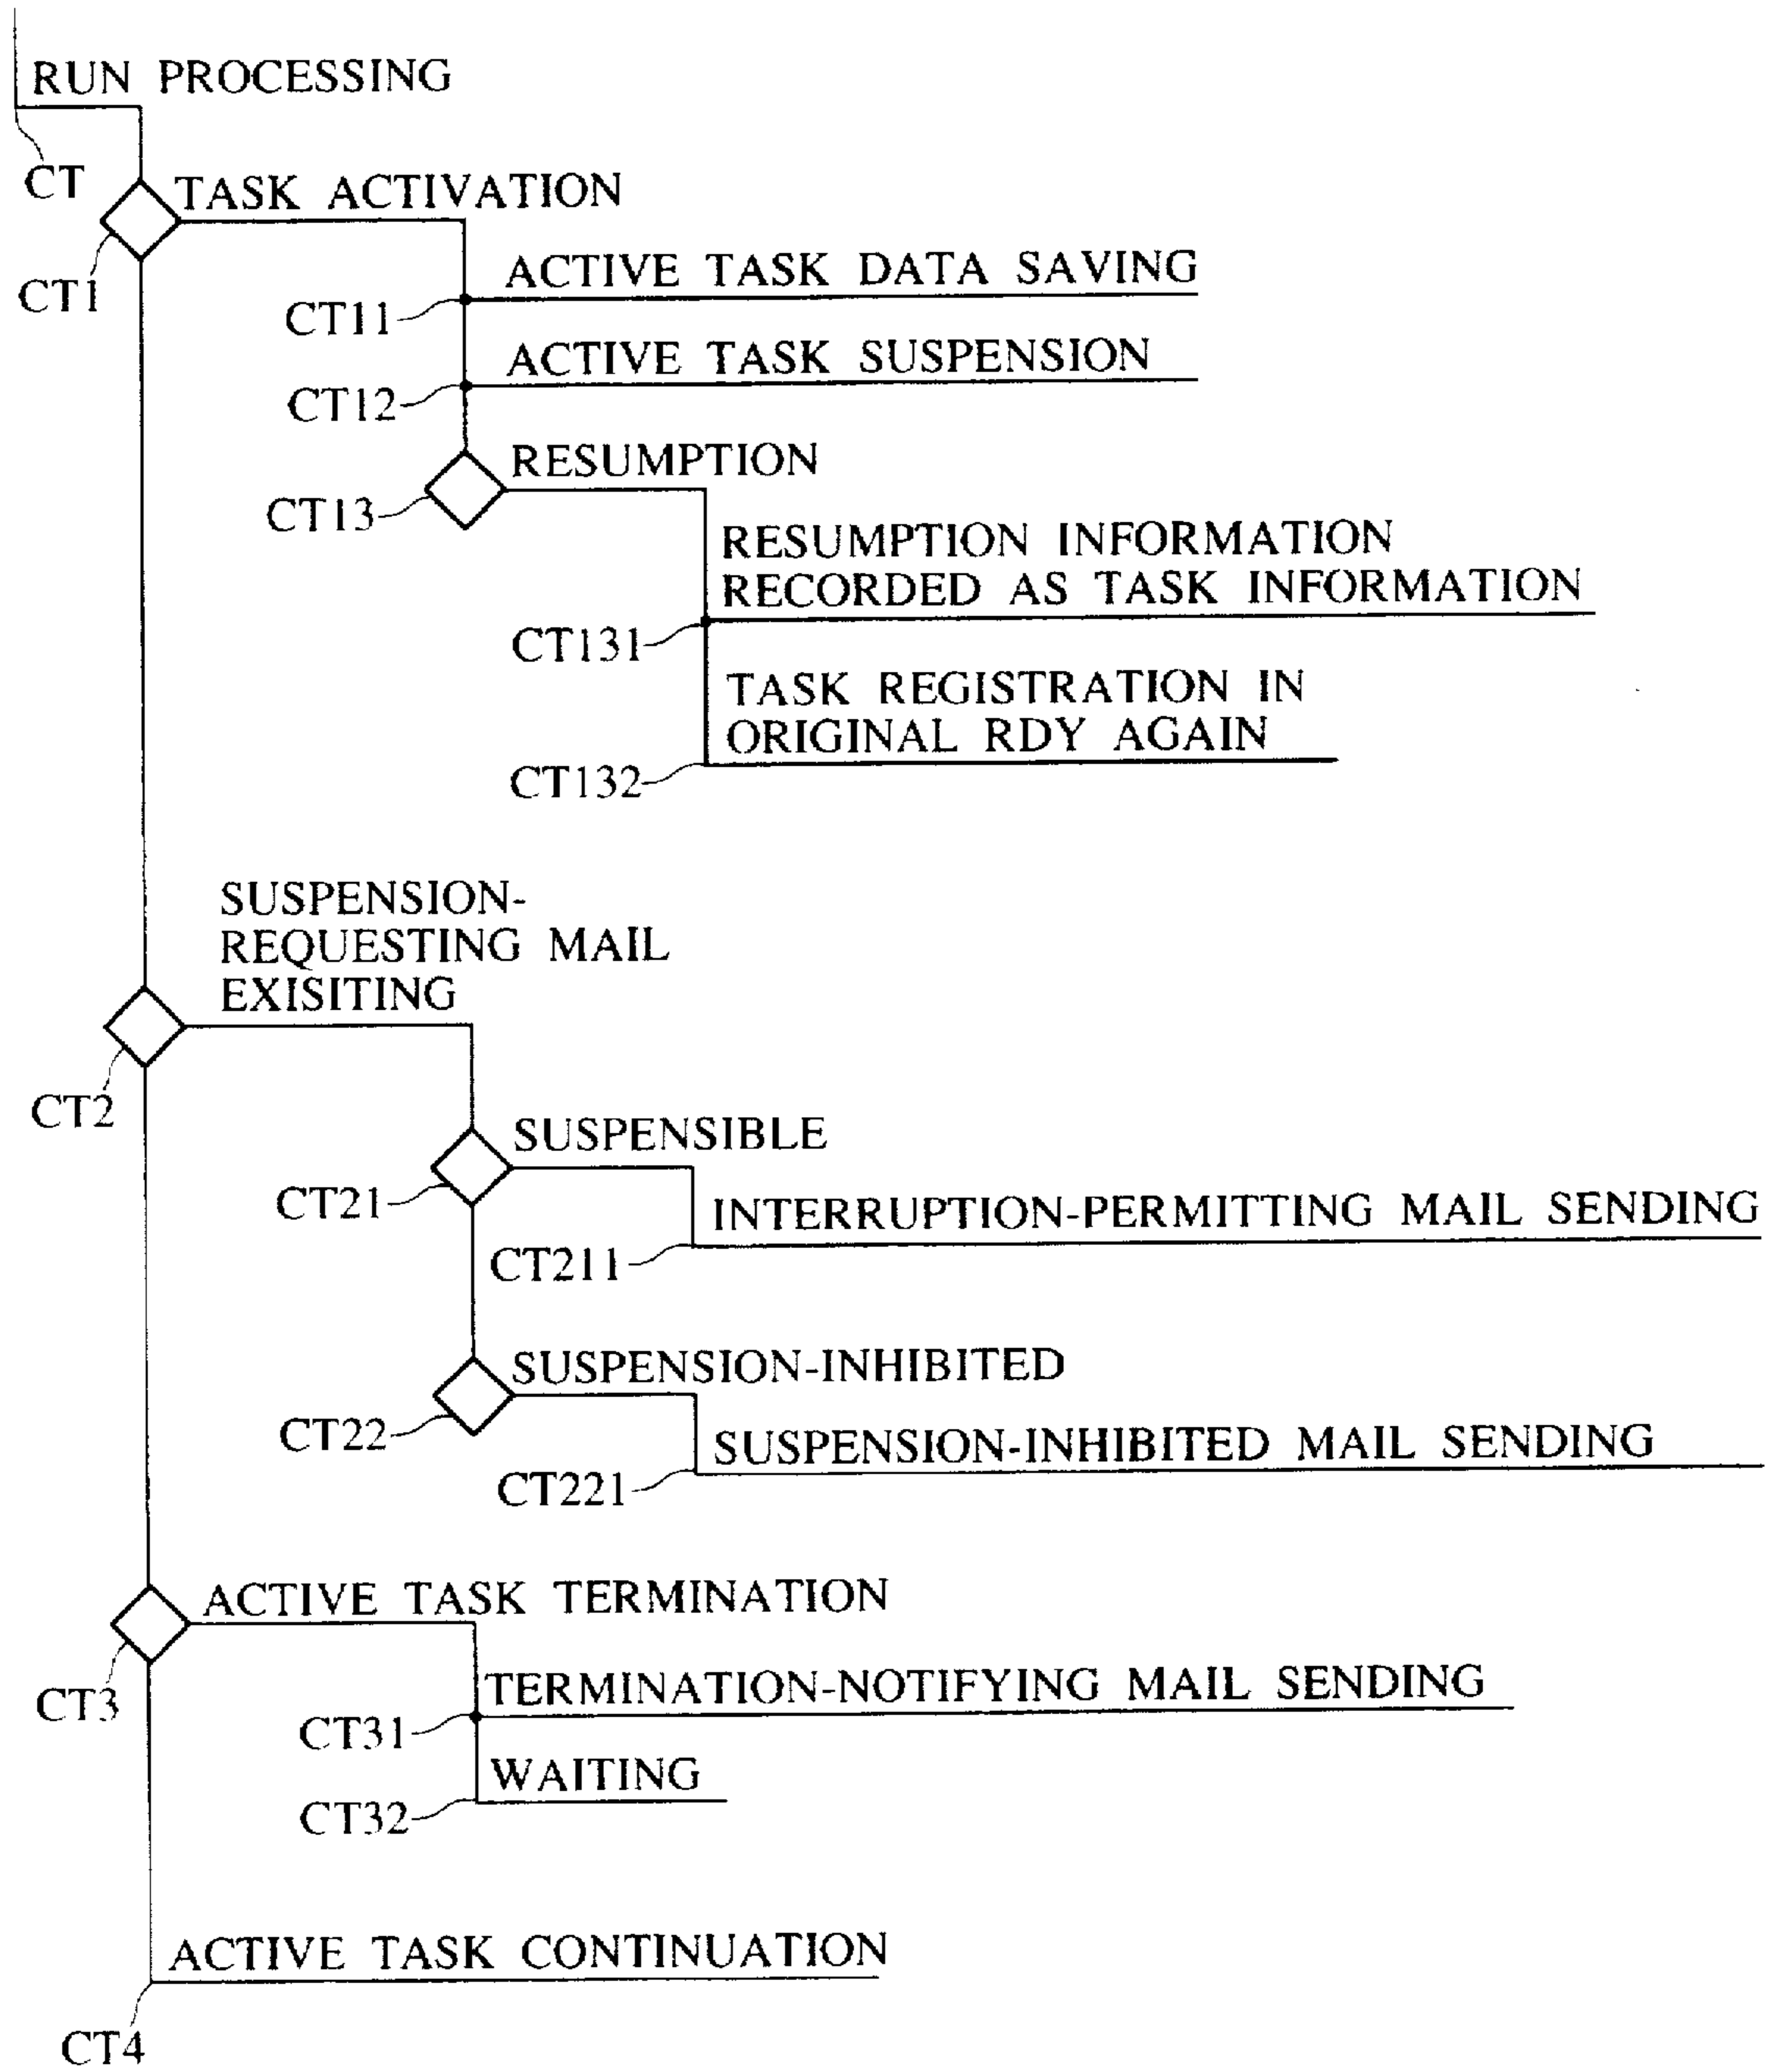 RUN PROCESSING
CT
TASK ACTIVATION
CT1
ACTIVE TASK DATA SAVING
CT11
ACTIVE TASK SUSPENSION
CT12
RESUMPTION
CT13
RESUMPTION INFORMATION
RECORDED AS TASK INFORMATION
CT131
TASK REGISTRATION IN
ORIGINAL RDY AGAIN
CT132
SUSPENSION-
REQUESTING MAIL
EXISITING
CT2
SUSPENSIBLE
CT21
INTERRUPTION-PERMITTING MAIL SENDING
CT211
SUSPENSION-INHIBITED
CT22
SUSPENSION-INHIBITED MAIL SENDING
CT221
ACTIVE TASK TERMINATION
CT3
TERMINATION-NOTIFYING MAIL SENDING
CT31
WAITING
CT32
ACTIVE TASK CONTINUATION
CT4